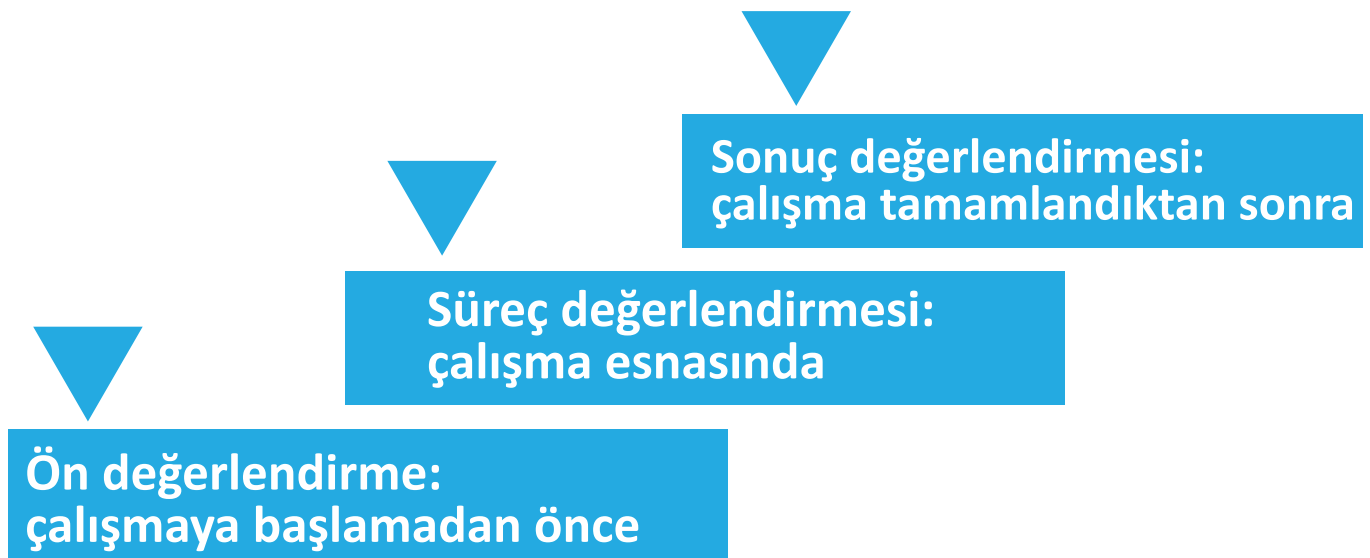 Sonuç değerlendirmesi:
çalışma tamamlandıktan sonra
Süreç değerlendirmesi:
çalışma esnasında
Ön değerlendirme:
çalışmaya başlamadan önce